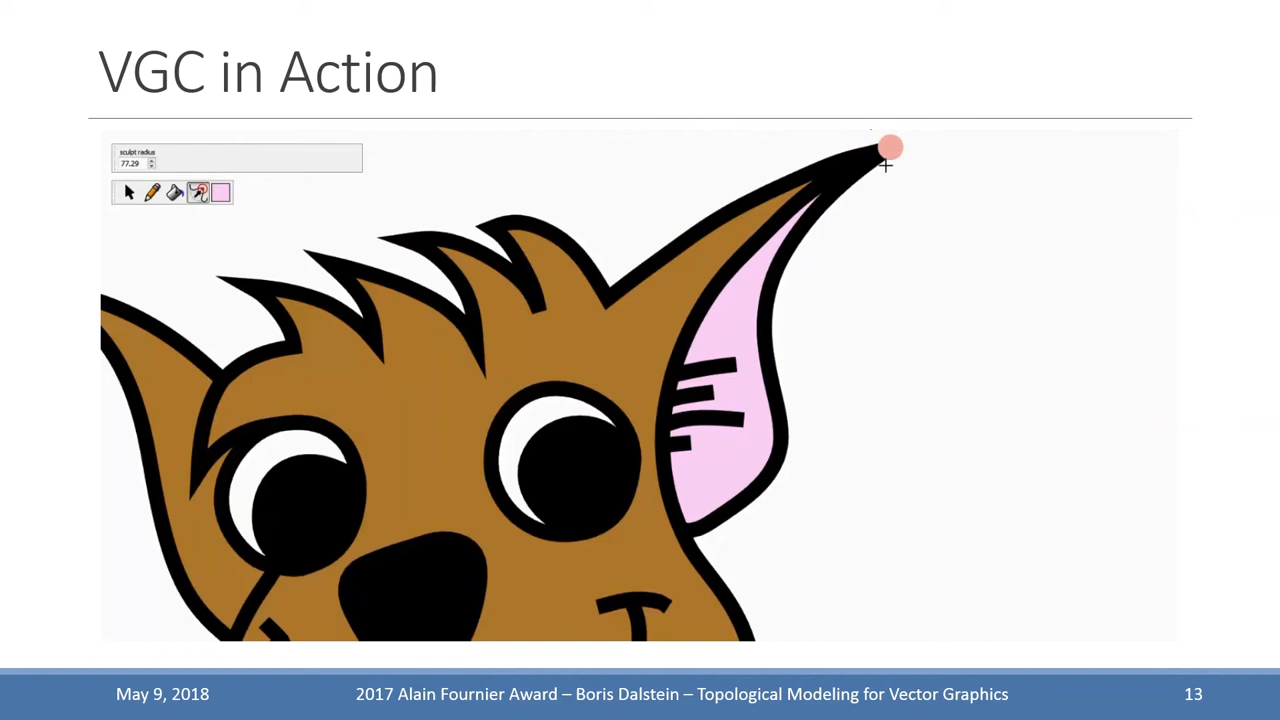 VGC in Action
sculpt radius
77.29
May 9, 2018
2017 Alain Fournier Award – Boris Dalstein – Topological Modeling for Vector Graphics
13